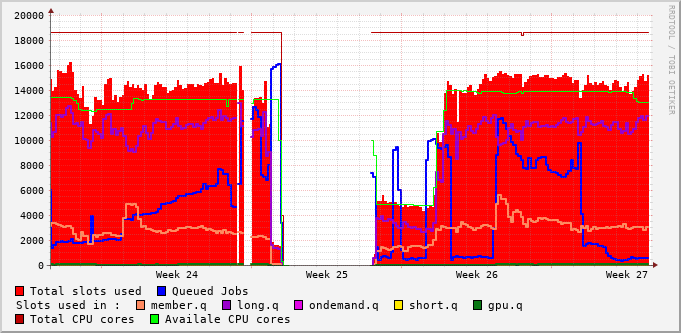 20000
18000
16000
14000
12000
10000
8000
6000
4000
2000
0
Week 24 Week 25 Week 26 Week 27
RRDTOOL / TOBI OETIKER
Total slots used Queued Jobs
Slots used in : member.q long.q ondemand.q short.q gpu.q
Total CPU cores Availale CPU cores